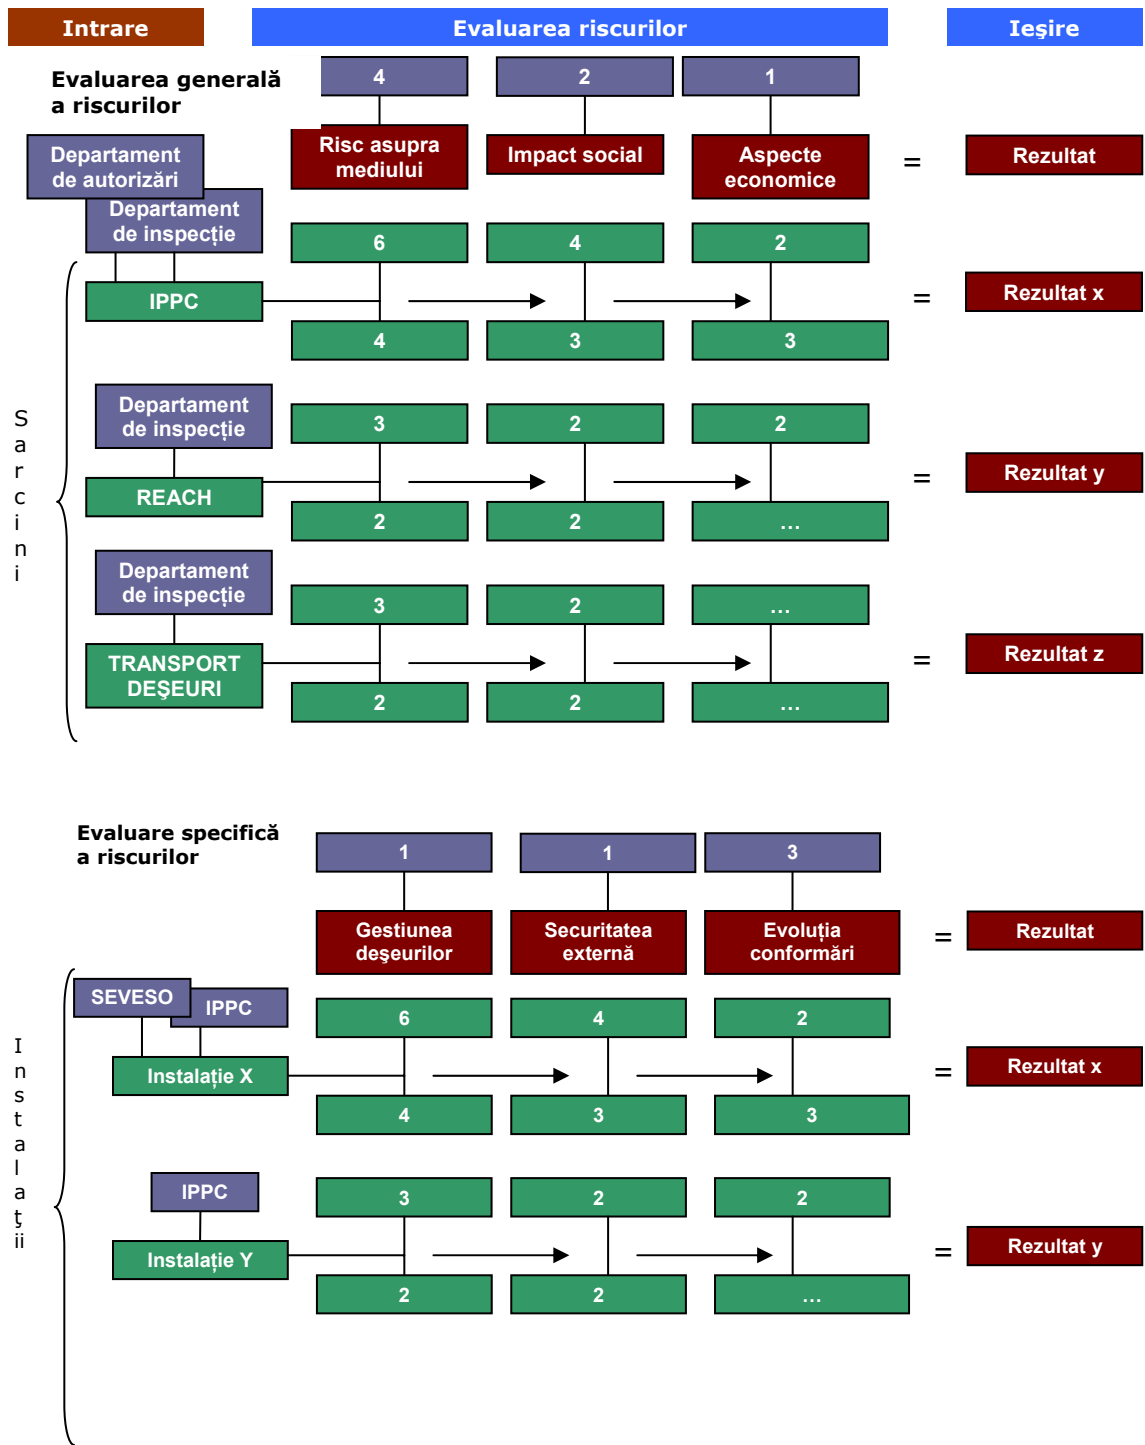 Intrare
Evaluarea riscurilor
Ieşire
Evaluarea generală
a riscurilor
4
2
1
Departament
de autorizări
Risc asupra
mediului
Impact social
Aspecte
economice
=
Rezultat
Departament
de inspecție
6
4
2
IPPC
=
Rezultat x
4
3
3
Sarcini
Departament
de inspecție
3
2
2
REACH
=
Rezultat y
2
2
...
Departament
de inspecție
3
2
...
TRANSPORT
DEŞEURI
=
Rezultat z
2
2
...
Evaluare specifică
a riscurilor
1
1
3
Gestiunea
deşeurilor
Securitatea
externă
Evoluția
conformări
=
Rezultat
Instalaţii
SEVESO
IPPC
6
4
2
Instalație X
=
Rezultat x
4
3
3
IPPC
3
2
2
Instalație Y
=
Rezultat y
2
2
...